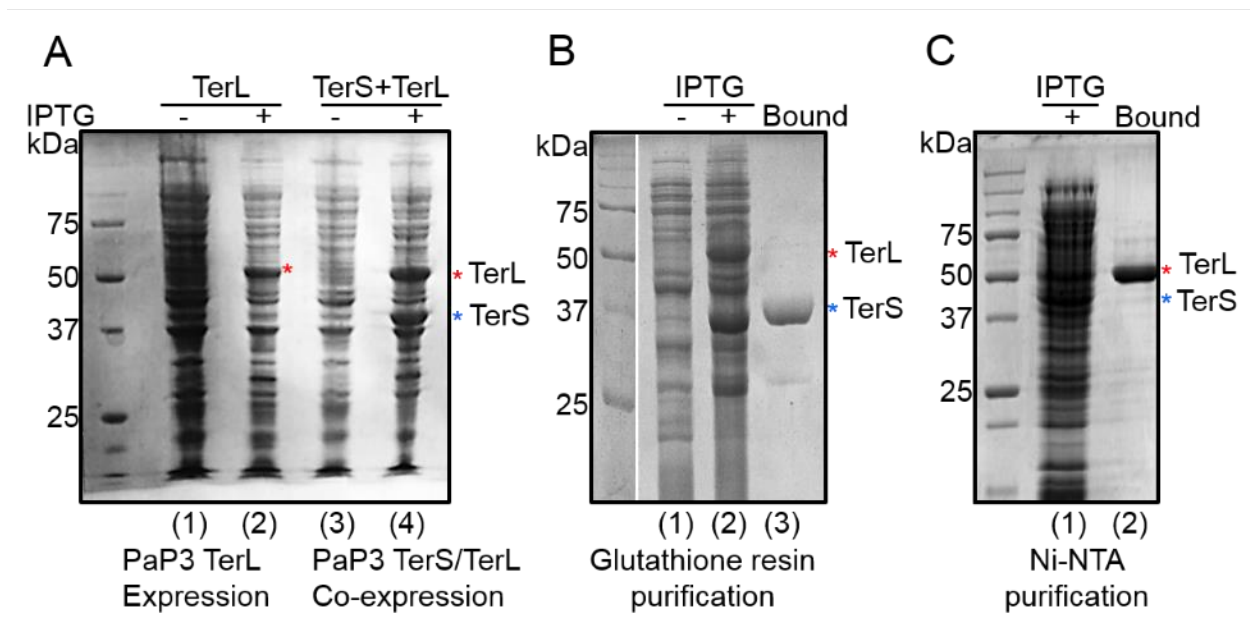 A
B
C
TerL
TerS+TerL
IPTG
IPTG
IPTG - + - +
- + Bound
+ Bound
kDa
75
50
37
25
* TerL
* TerS
kDa
75
50
37
25
* TerL
* TerS
kDa
75
50
37
25
* TerL
* TerS
*
(1) (2) (3) (4)
PaP3 TerL
Expression
PaP3 TerS/TerL
Co-expression
(1) (2) (3)
Glutathione resin
purification
(1) (2)
Ni-NTA
purification